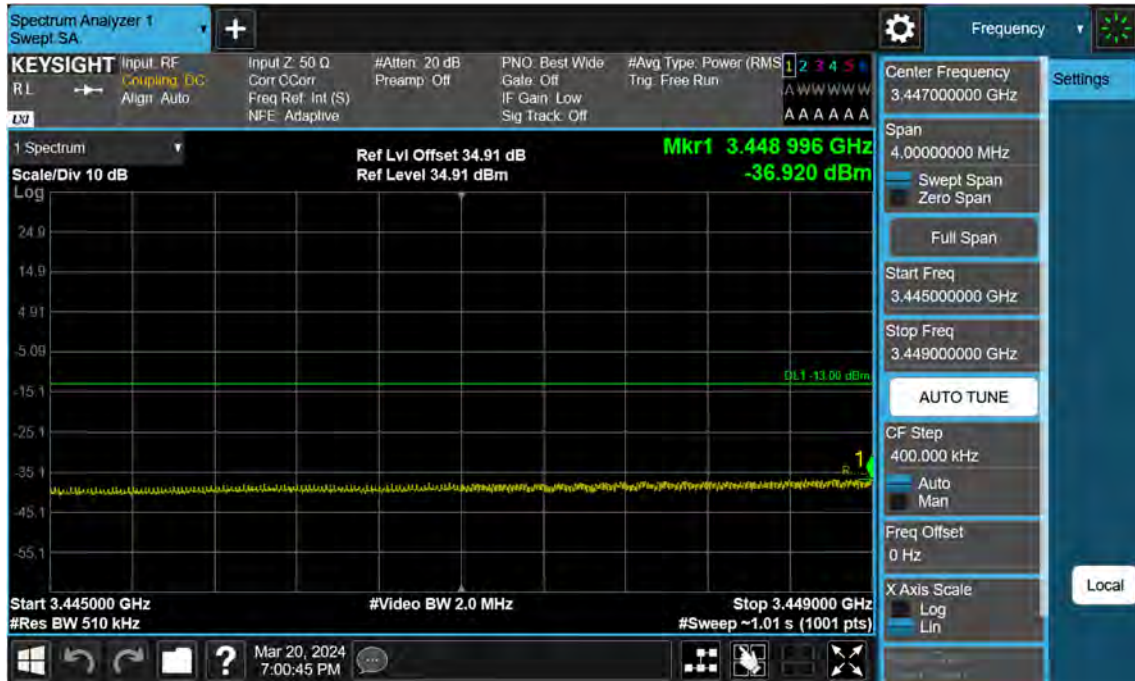 Spectrum Analyzer 1
Swept SA
+
Frequency
KEYSIGHT
RL
LXI
Input: RF
Coupling: DC
Align: Auto
Input Z: 50 Ω
Corr CCorr
Freq Ref: Int (S)
NFE: Adaptive
#Atten: 20 dB
Preamp: Off
PNO: Best Wide
Gate: Off
IF Gain: Low
Sig Track: Off
#Avg Type: Power (RMS
Trig: Free Run
1 2 3 4 5 6
A W W W W W
A A A A A A
1 Spectrum
Scale/Div 10 dB
Ref Lvl Offset 34.91 dB
Ref Level 34.91 dBm
Mkr1 3.448 996 GHz
-36.920 dBm
Log
24.9
14.9
4.91
-5.09
-15.1
-25.1
-35.1
-45.1
-55.1
DL1 -13.00 dBm
1
R
Start 3.445000 GHz
#Res BW 510 kHz
#Video BW 2.0 MHz
Stop 3.449000 GHz
#Sweep ~1.01 s (1001 pts)
?
Mar 20, 2024
7:00:45 PM
Center Frequency
3.447000000 GHz
Span
4.00000000 MHz
Swept Span
Zero Span
Full Span
Start Freq
3.445000000 GHz
Stop Freq
3.449000000 GHz
AUTO TUNE
CF Step
400.000 kHz
Auto
Man
Freq Offset
0 Hz
X Axis Scale
Log
Lin
Settings
Local